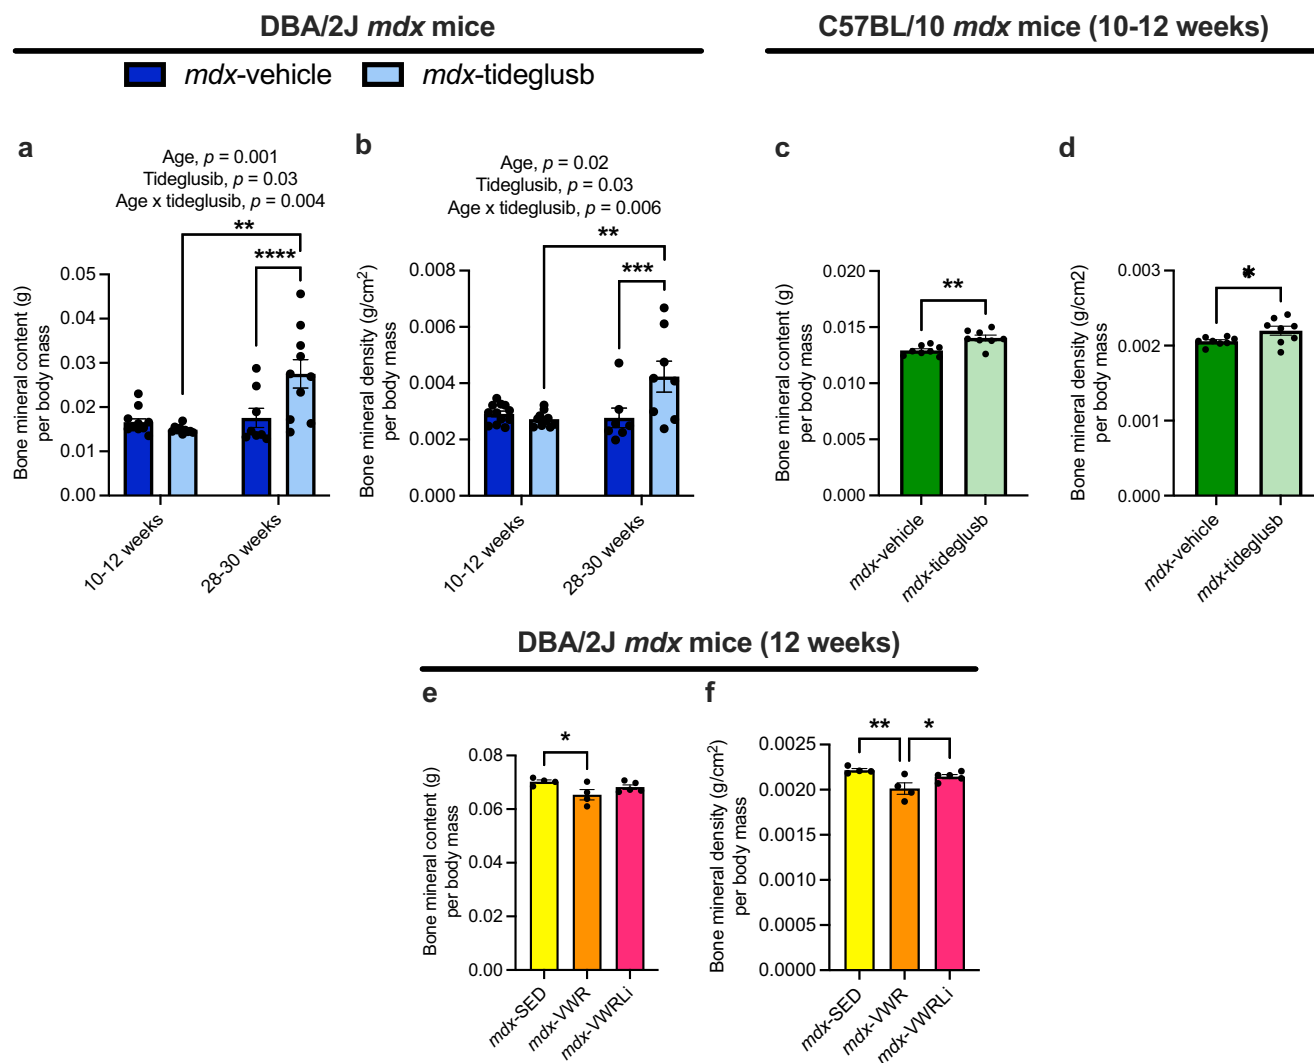 DBA/2J mdx mice
C57BL/10 mdx mice (10-12 weeks)
mdx-vehicle
mdx-tideglusb
a
Age, p = 0.001
Tideglusib, p = 0.03
Age x tideglusib, p = 0.004
**
****
Bone mineral content (g)
per body mass
0.05
0.04
0.03
0.02
0.01
0.00
10-12 weeks
28-30 weeks
b
Age, p = 0.02
Tideglusib, p = 0.03
Age x tideglusib, p = 0.006
**
***
Bone mineral density (g/cm²)
per body mass
0.008
0.006
0.004
0.002
0.000
10-12 weeks
28-30 weeks
c
**
Bone mineral content (g)
per body mass
0.020
0.015
0.010
0.005
0.000
mdx-vehicle
mdx-tideglusb
d
*
Bone mineral density (g/cm2)
per body mass
0.003
0.002
0.001
0.000
mdx-vehicle
mdx-tideglusb
DBA/2J mdx mice (12 weeks)
e
*
Bone mineral content (g)
per body mass
0.08
0.06
0.04
0.02
0.00
mdx-SED
mdx-VWR
mdx-VWRLi
f
**
*
Bone mineral density (g/cm²)
per body mass
0.0025
0.0020
0.0015
0.0010
0.0005
0.0000
mdx-SED
mdx-VWR
mdx-VWRLi